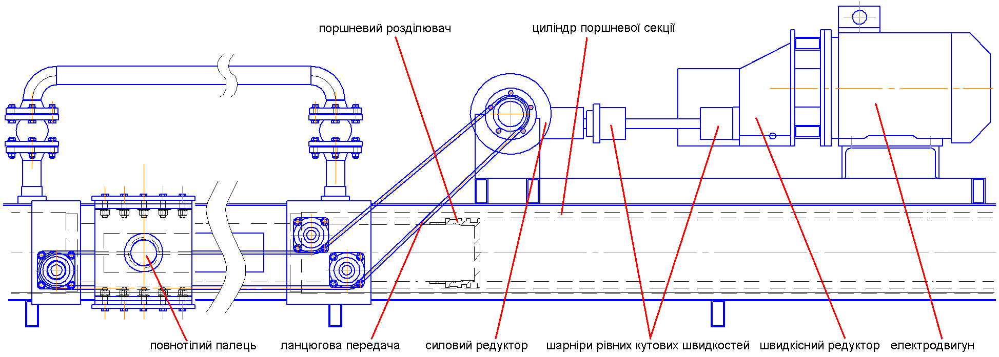 поршневий розділювач
циліндр поршневої секції
повнотілий палець
ланцюгова передача
силовий редуктор
шарніри рівних кутових швидкостей
швидкісний редуктор
електродвигун